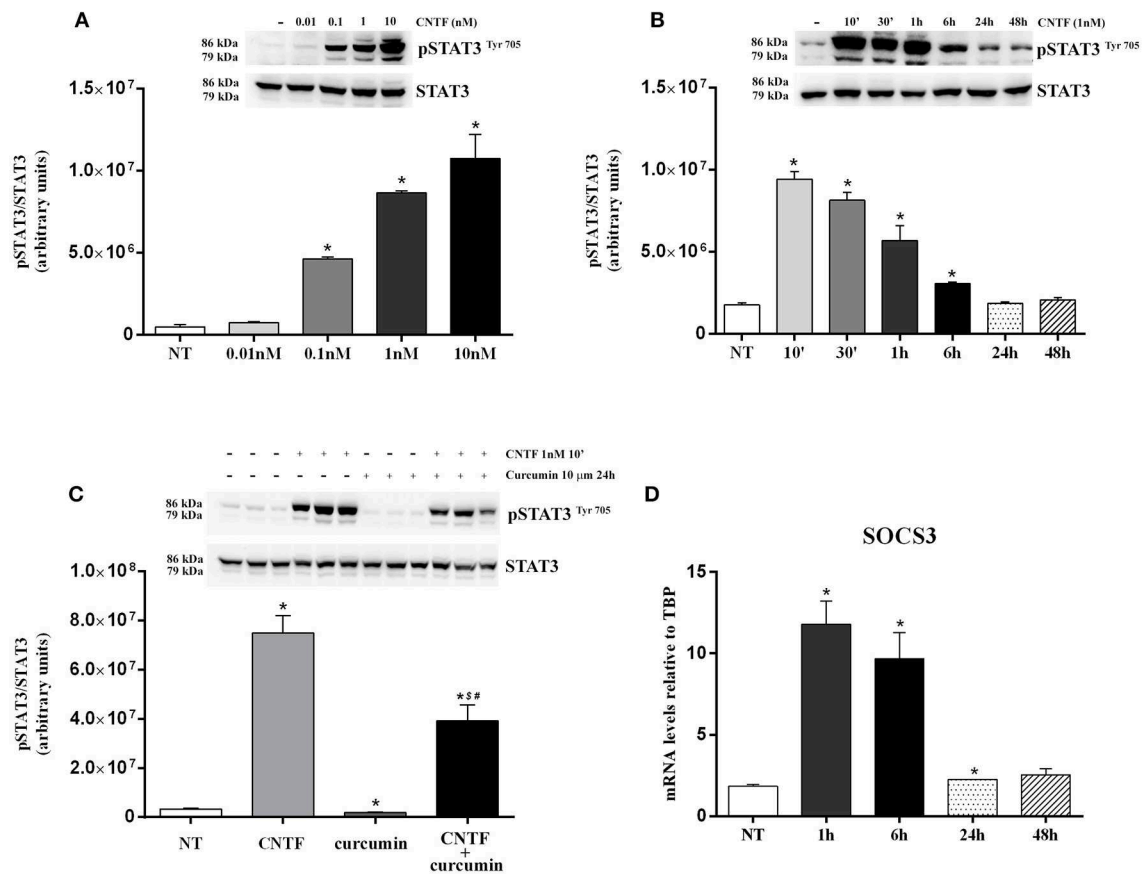 A
– 0.01 0.1 1 10 CNTF (nM)
86 kDa
79 kDa
pSTAT3 Tyr 705
86 kDa
79 kDa
STAT3
1.5×10⁷
1.0×10⁷
5.0×10⁶
0
pSTAT3/STAT3
(arbitrary units)
* * *
NT 0.01nM 0.1nM 1nM 10nM
B
– 10' 30' 1h 6h 24h 48h CNTF (1nM)
86 kDa
79 kDa
pSTAT3 Tyr 705
86 kDa
79 kDa
STAT3
1.5×10⁷
1.0×10⁷
5.0×10⁶
0
pSTAT3/STAT3
(arbitrary units)
* * * *
NT 10' 30' 1h 6h 24h 48h
– – – + + + – – – + + + CNTF 1nM 10'
– – – – – – + + + + + + Curcumin 10 μm 24h
C
86 kDa
79 kDa
pSTAT3 Tyr 705
86 kDa
79 kDa
STAT3
1.0×10⁸
8.0×10⁷
6.0×10⁷
4.0×10⁷
2.0×10⁷
0
pSTAT3/STAT3
(arbitrary units)
* * *$#
NT CNTF curcumin CNTF
+
curcumin
D
SOCS3
15
10
5
0
mRNA levels relative to TBP
* * *
NT 1h 6h 24h 48h